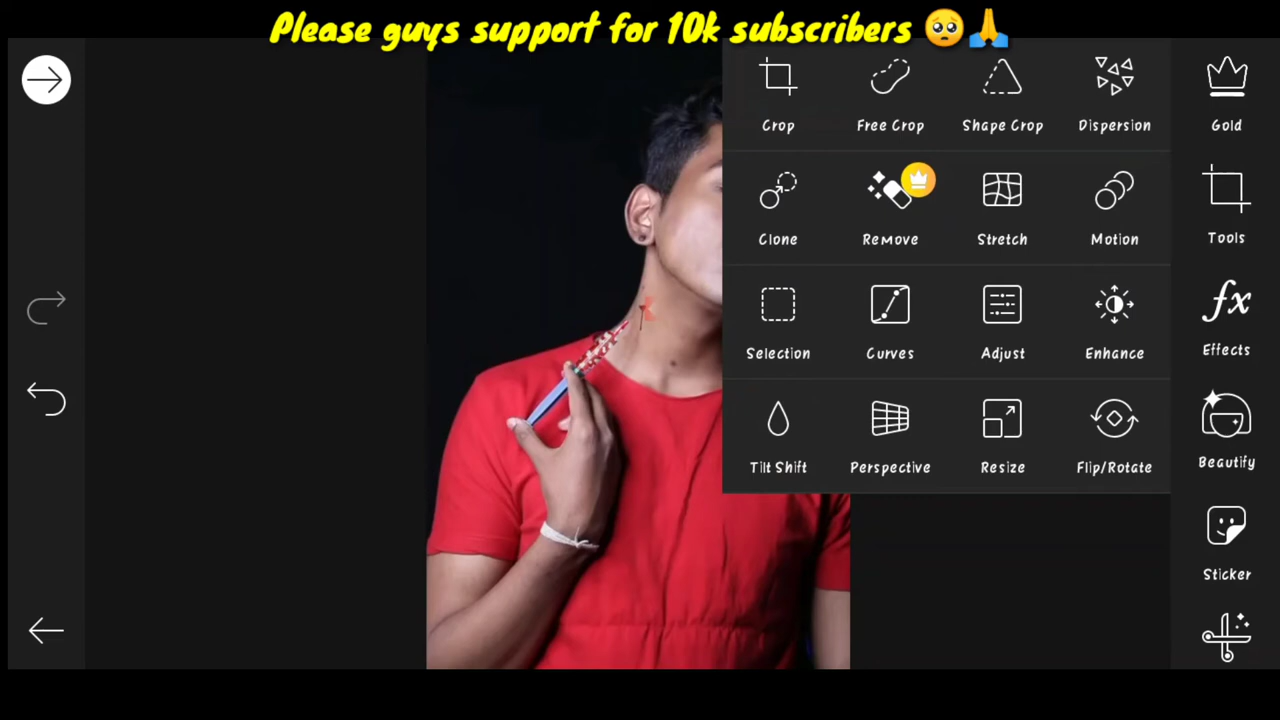 Please guys support for 10k subscribers 🥺🙏
Crop Free Crop Shape Crop Dispersion
Clone Remove Stretch Motion
Selection Curves Adjust Enhance
Tilt Shift Perspective Resize Flip/Rotate
Gold
Tools
fx
Effects
Beautify
Sticker